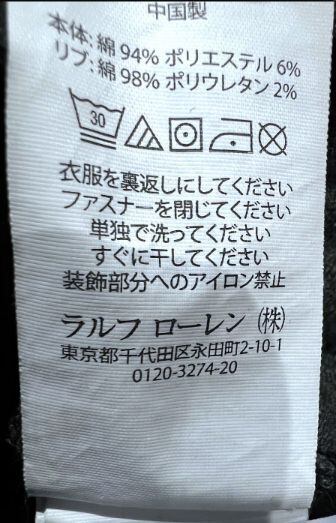 中国製
本体: 綿 94% ポリエステル 6%
リブ: 綿 98% ポリウレタン 2%
30
衣服を裏返しにしてください
ファスナーを閉じてください
単独で洗ってください
すぐに干してください
装飾部分へのアイロン禁止
ラルフ ローレン (株)
東京都千代田区永田町2-10-1
0120-3274-20